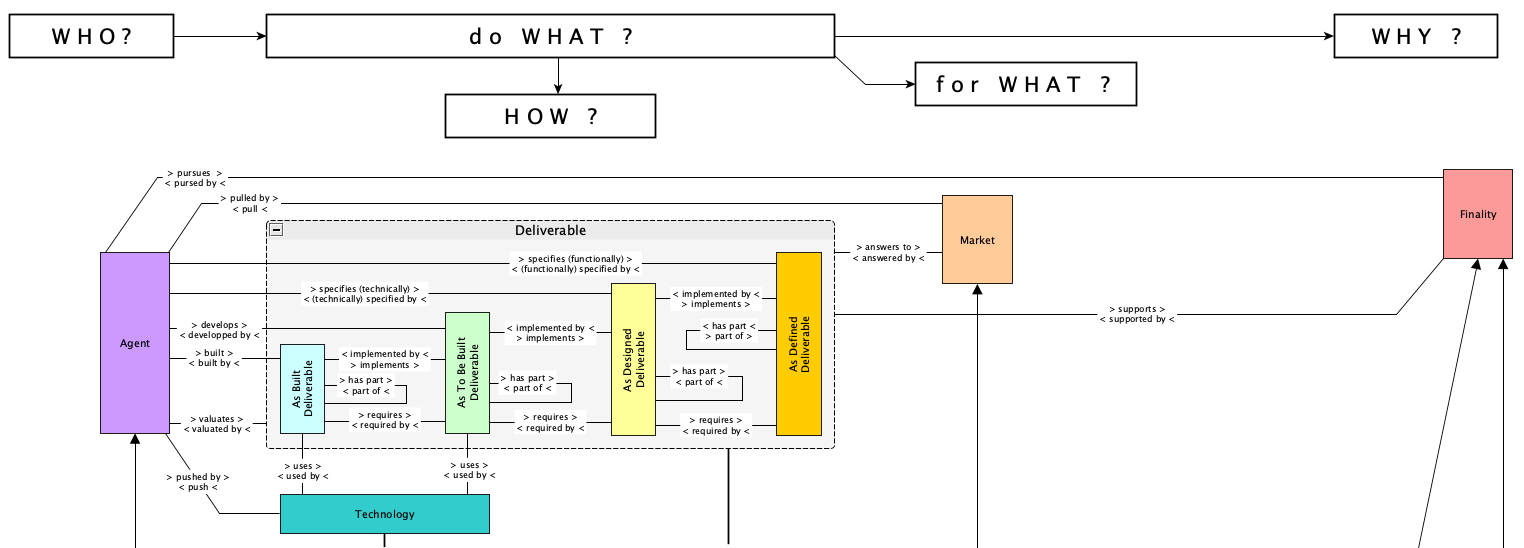 WHO?
do WHAT ?
WHY ?
for WHAT ?
HOW ?
> pursues >
< pursed by <
> pulled by >
< pull <
Finality
Market
Deliverable
> answers to >
< answered by <
> specifies (functionally) >
< (functionally) specified by <
> specifies (technically) >
< (technically) specified by <
< implemented by <
> implements >
> supports >
< supported by <
> develops >
< developped by <
< implemented by <
> implements >
< has part <
> part of >
Agent
> built >
< built by <
< implemented by <
> implements >
As Built
Deliverable
As To Be Built
Deliverable
As Designed
Deliverable
As Defined
Deliverable
> has part >
< part of <
> has part >
< part of <
> has part >
< part of <
> valuates >
< valuated by <
> requires >
< required by <
> requires >
< required by <
> requires >
< required by <
> pushed by >
< push <
> uses >
< used by <
> uses >
< used by <
Technology